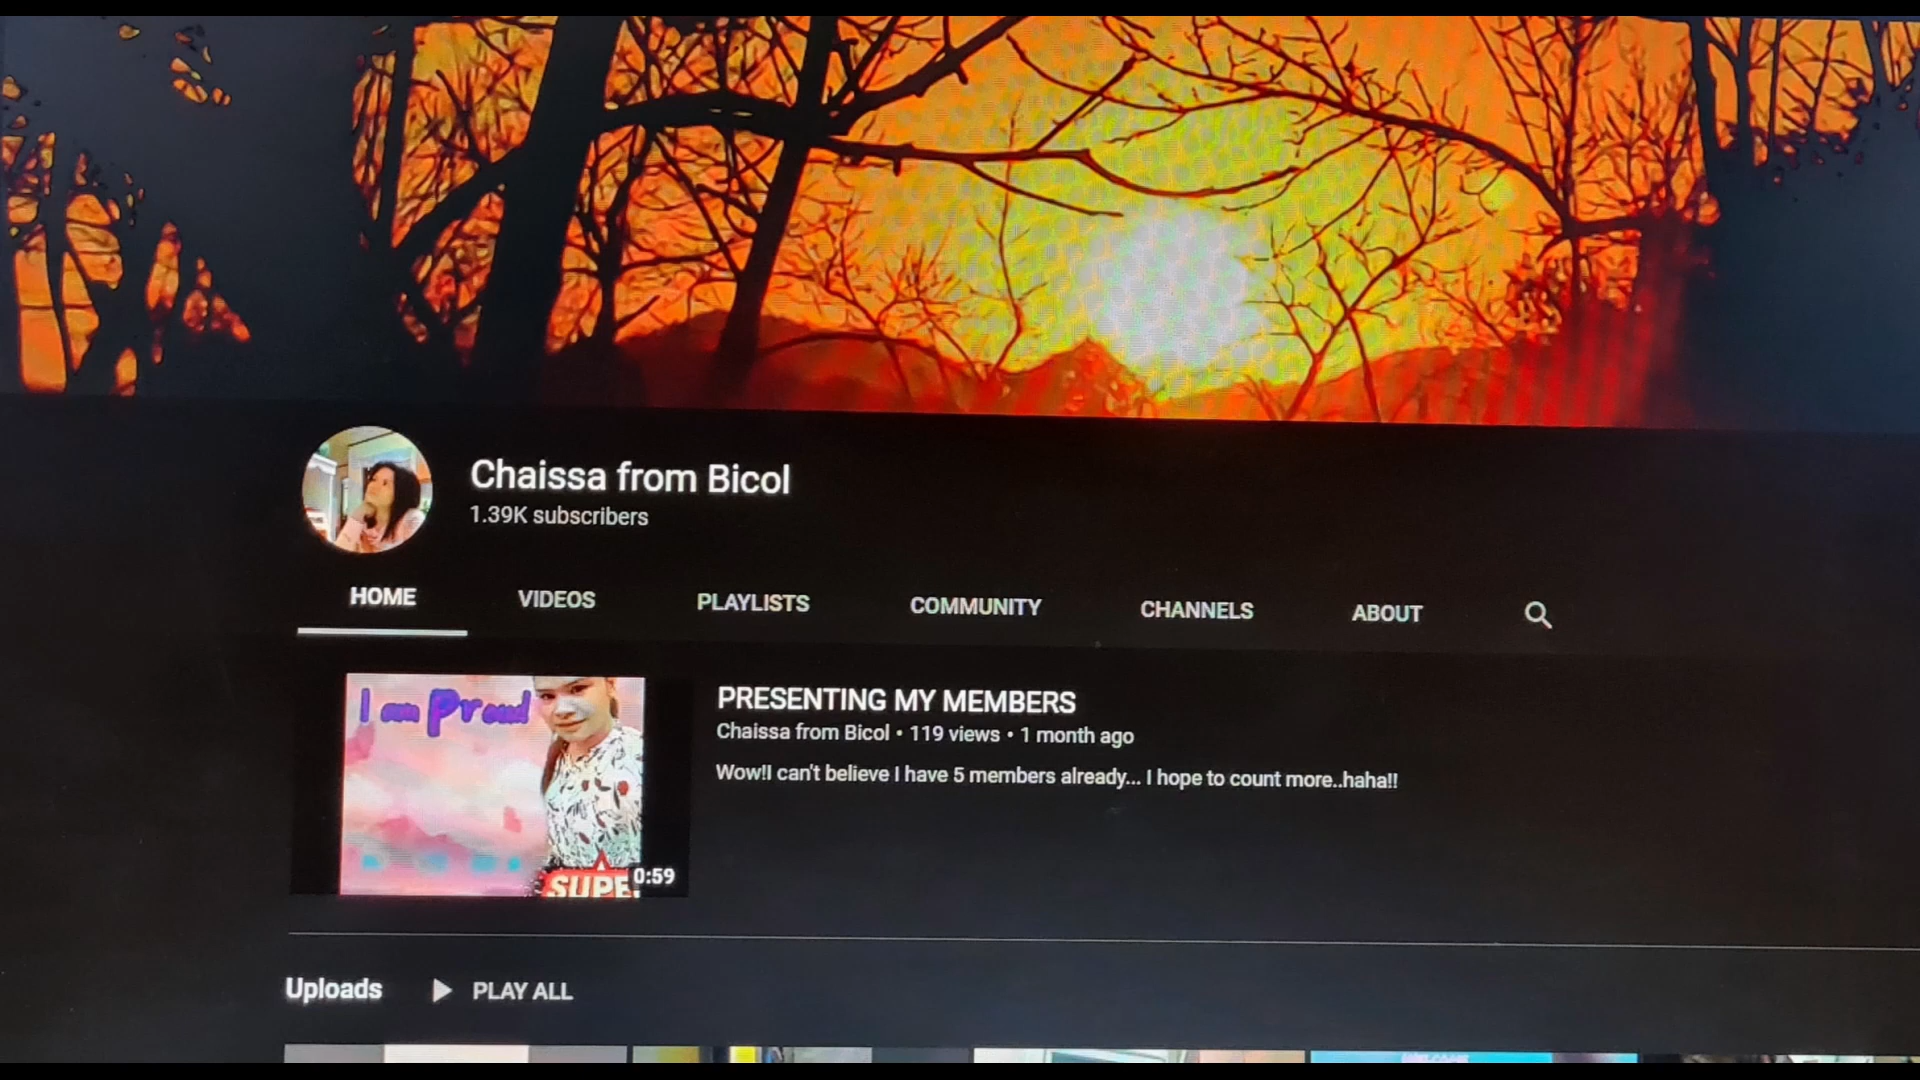 Chaissa from Bicol
1.39K subscribers
HOME VIDEOS PLAYLISTS COMMUNITY CHANNELS ABOUT
I am Proud
SUPE
0:59
PRESENTING MY MEMBERS
Chaissa from Bicol • 119 views • 1 month ago
Wow!I can't believe I have 5 members already... I hope to count more..haha!!
Uploads PLAY ALL